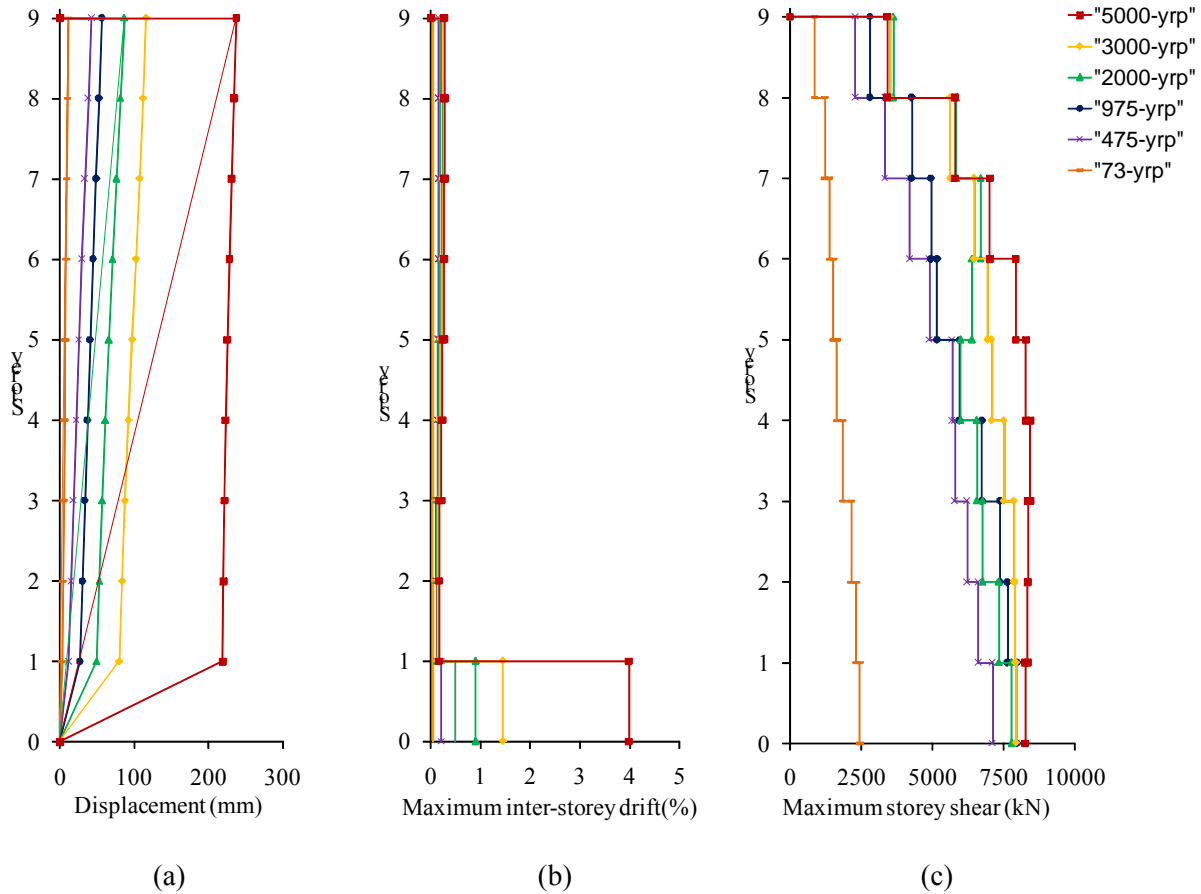 9
8
7
6
5
4
3
2
1
0
Storey
0 100 200 300
Displacement (mm)
(a)
9
8
7
6
5
4
3
2
1
0
Storey
0 1 2 3 4 5
Maximum inter-storey drift(%)
(b)
9
8
7
6
5
4
3
2
1
0
Storey
0 2500 5000 7500 10000
Maximum storey shear (kN)
(c)
"5000-yrp"
"3000-yrp"
"2000-yrp"
"975-yrp"
"475-yrp"
"73-yrp"